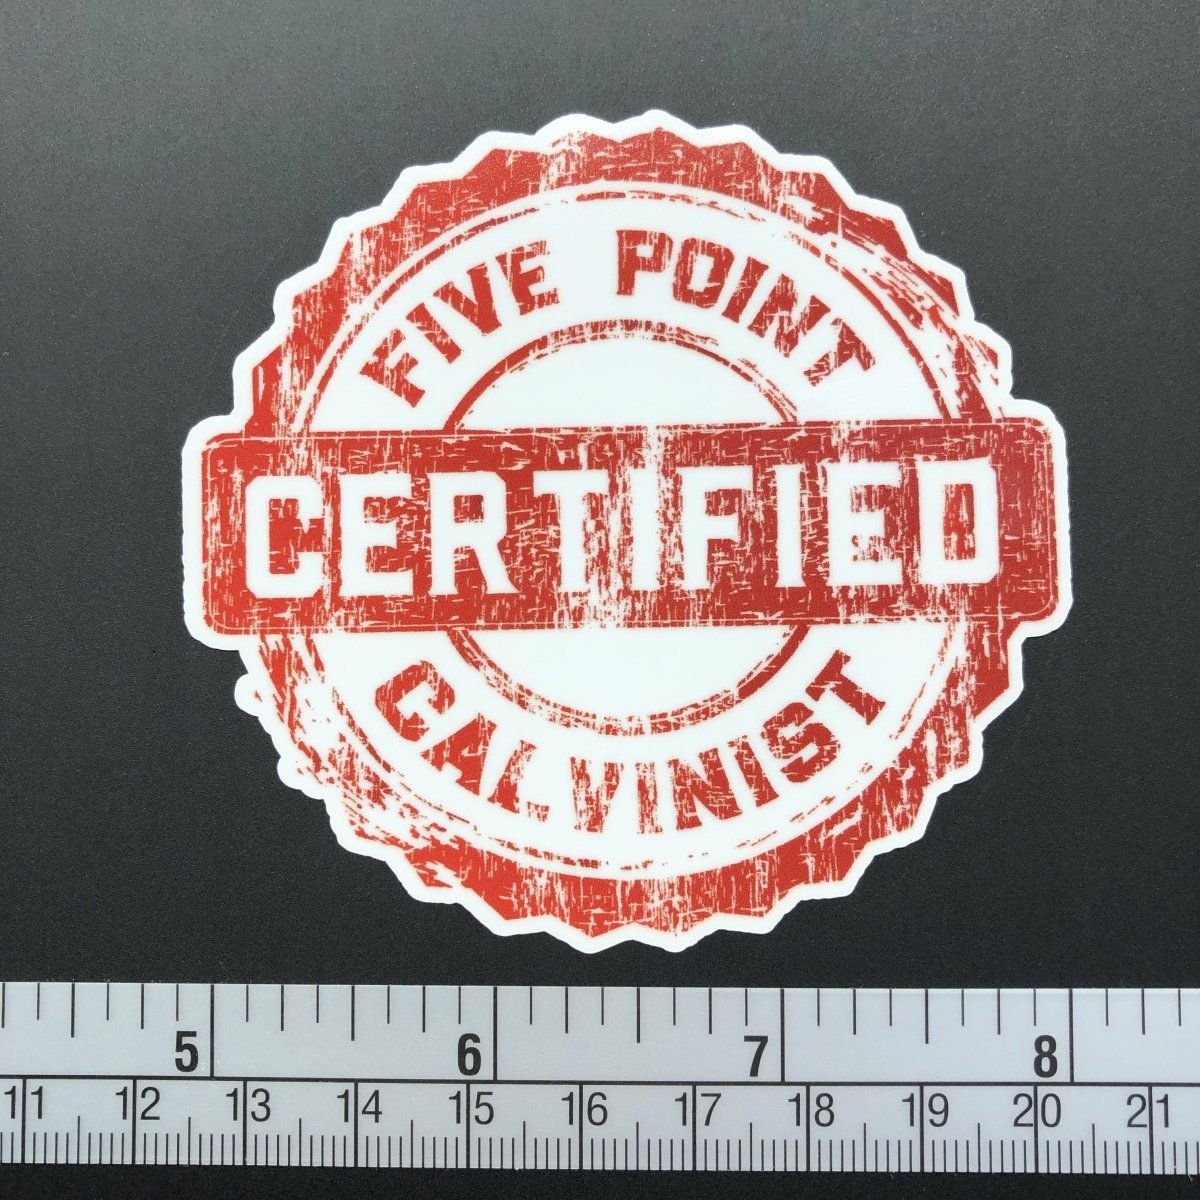 FIVE POINT
CERTIFIED
CALVINIST
5 6 7 8
11 12 13 14 15 16 17 18 19 20 21